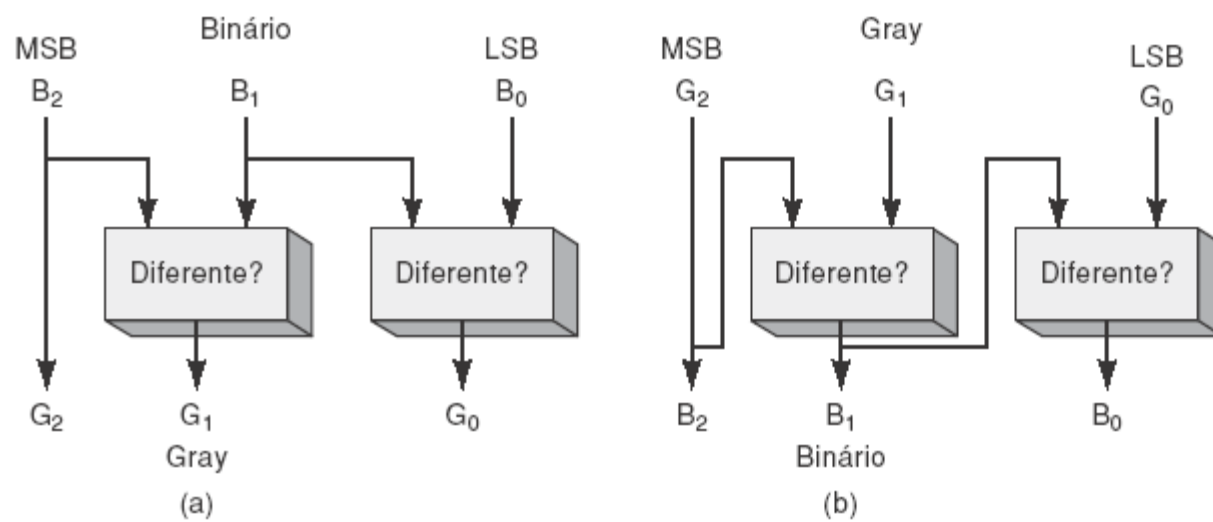 Binário
MSB
LSB
B₂
B₁
B₀
Diferente?
Diferente?
G₂
G₁
G₀
Gray
(a)
Gray
MSB
LSB
G₂
G₁
G₀
Diferente?
Diferente?
B₂
B₁
B₀
Binário
(b)